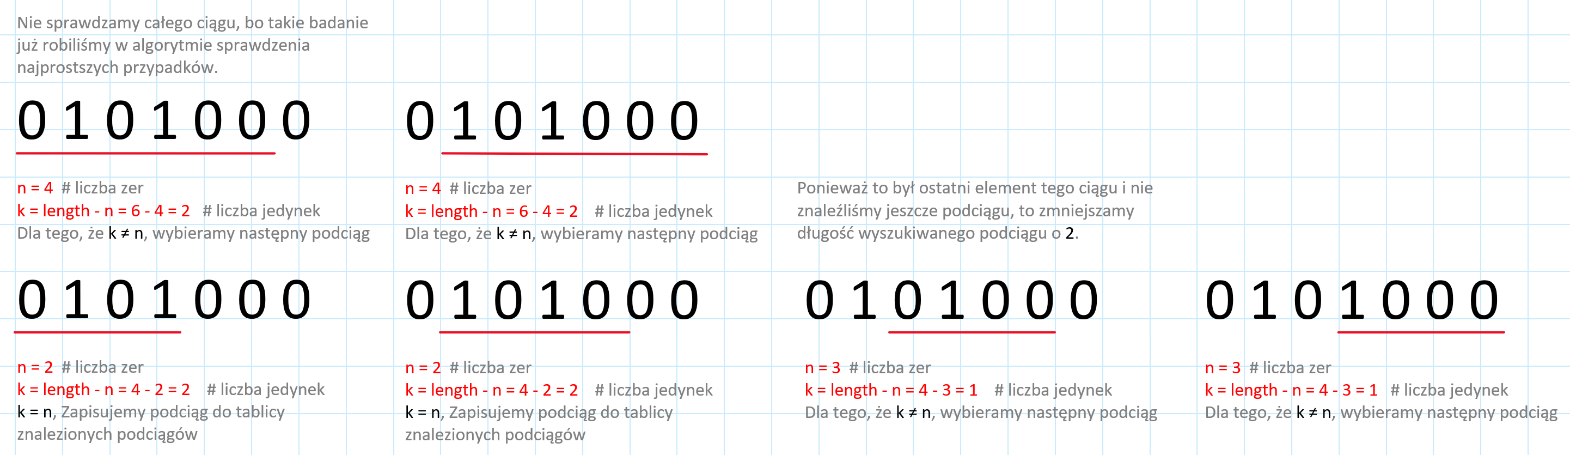 Nie sprawdzamy całego ciągu, bo takie badanie
już robiliśmy w algorytmie sprawdzenia
najprostszych przypadków.
0 1 0 1 0 0 0
n = 4 # liczba zer
k = length - n = 6 - 4 = 2 # liczba jedynek
Dla tego, że k ≠ n, wybieramy następny podciąg
0 1 0 1 0 0 0
n = 4 # liczba zer
k = length - n = 6 - 4 = 2 # liczba jedynek
Dla tego, że k ≠ n, wybieramy następny podciąg
Ponieważ to był ostatni element tego ciągu i nie
znaleźliśmy jeszcze podciągu, to zmniejszamy
długość wyszukiwanego podciągu o 2.
0 1 0 1 0 0 0
n = 2 # liczba zer
k = length - n = 4 - 2 = 2 # liczba jedynek
k = n, Zapisujemy podciąg do tablicy
znalezionych podciągów
0 1 0 1 0 0 0
n = 2 # liczba zer
k = length - n = 4 - 2 = 2 # liczba jedynek
k = n, Zapisujemy podciąg do tablicy
znalezionych podciągów
0 1 0 1 0 0 0
n = 3 # liczba zer
k = length - n = 4 - 3 = 1 # liczba jedynek
Dla tego, że k ≠ n, wybieramy następny podciąg
0 1 0 1 0 0 0
n = 3 # liczba zer
k = length - n = 4 - 3 = 1 # liczba jedynek
Dla tego, że k ≠ n, wybieramy następny podciąg